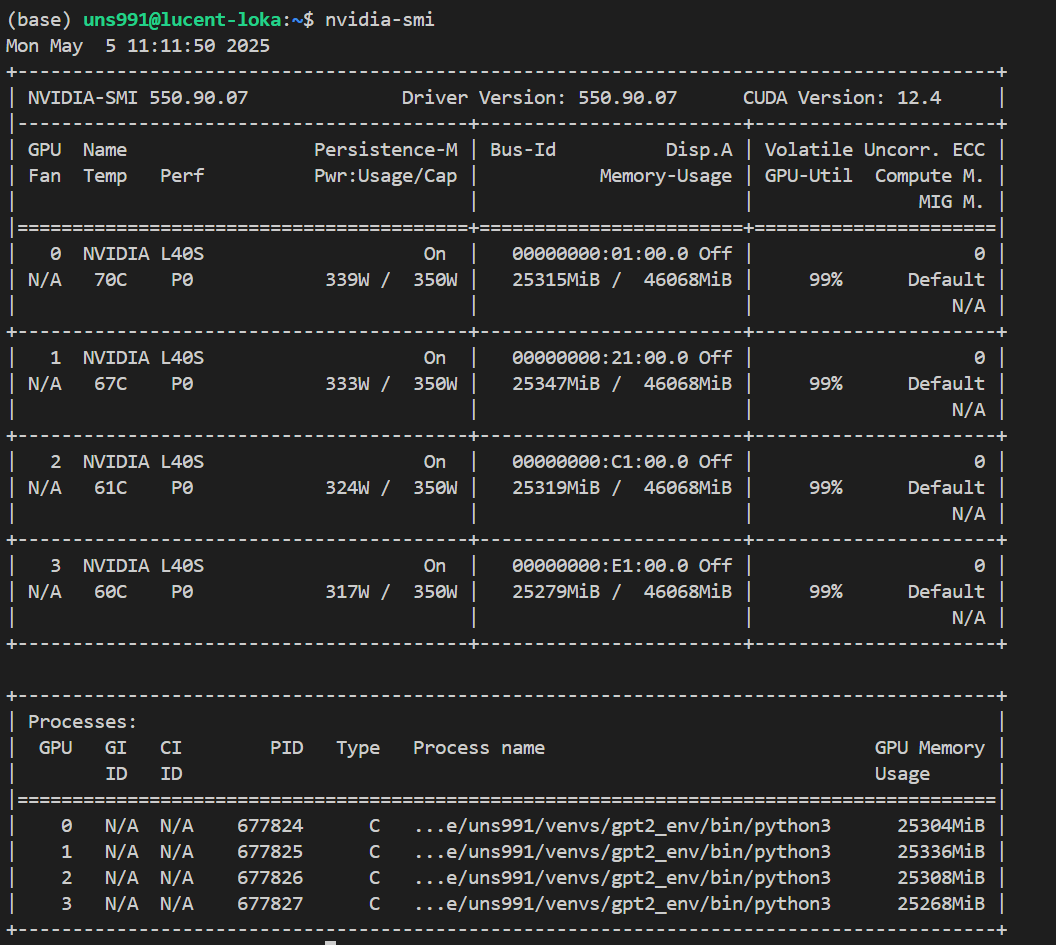 (base) uns991@lucent-loka:~$ nvidia-smi
Mon May  5 11:11:50 2025
+-----------------------------------------------------------------------------------------+
| NVIDIA-SMI 550.90.07              Driver Version: 550.90.07      CUDA Version: 12.4     |
|-----------------------------------------+------------------------+----------------------+
| GPU  Name                 Persistence-M | Bus-Id          Disp.A | Volatile Uncorr. ECC |
| Fan  Temp   Perf          Pwr:Usage/Cap |           Memory-Usage | GPU-Util  Compute M. |
|                                         |                        |               MIG M. |
|=========================================+========================+======================|
|   0  NVIDIA L40S                    On  |   00000000:01:00.0 Off |                    0 |
| N/A   70C    P0            339W /  350W |   25315MiB /  46068MiB |     99%      Default |
|                                         |                        |                  N/A |
+-----------------------------------------+------------------------+----------------------+
|   1  NVIDIA L40S                    On  |   00000000:21:00.0 Off |                    0 |
| N/A   67C    P0            333W /  350W |   25347MiB /  46068MiB |     99%      Default |
|                                         |                        |                  N/A |
+-----------------------------------------+------------------------+----------------------+
|   2  NVIDIA L40S                    On  |   00000000:C1:00.0 Off |                    0 |
| N/A   61C    P0            324W /  350W |   25319MiB /  46068MiB |     99%      Default |
|                                         |                        |                  N/A |
+-----------------------------------------+------------------------+----------------------+
|   3  NVIDIA L40S                    On  |   00000000:E1:00.0 Off |                    0 |
| N/A   60C    P0            317W /  350W |   25279MiB /  46068MiB |     99%      Default |
|                                         |                        |                  N/A |
+-----------------------------------------+------------------------+----------------------+

+-----------------------------------------------------------------------------------------+
| Processes:                                                                              |
|  GPU   GI   CI        PID   Type   Process name                              GPU Memory |
|        ID   ID                                                               Usage      |
|=========================================================================================|
|    0   N/A  N/A    677824      C   ...e/uns991/venvs/gpt2_env/bin/python3      25304MiB |
|    1   N/A  N/A    677825      C   ...e/uns991/venvs/gpt2_env/bin/python3      25336MiB |
|    2   N/A  N/A    677826      C   ...e/uns991/venvs/gpt2_env/bin/python3      25308MiB |
|    3   N/A  N/A    677827      C   ...e/uns991/venvs/gpt2_env/bin/python3      25268MiB |
+-----------------------------------------------------------------------------------------+